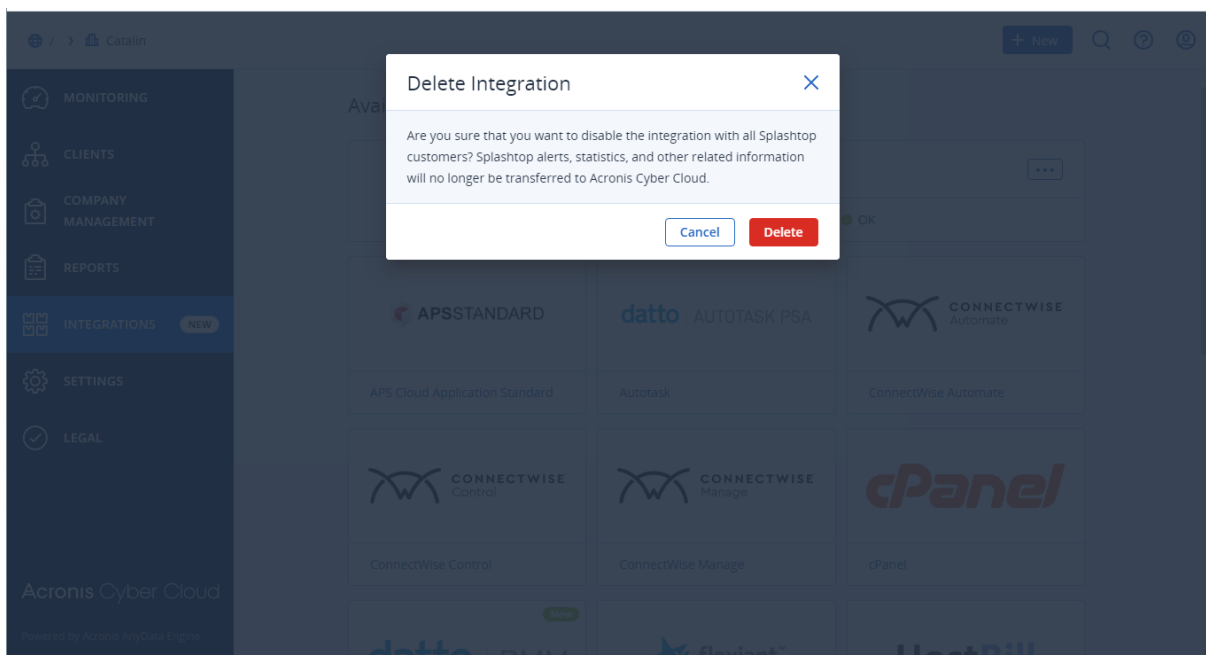 / > Catalin
+ New
Delete Integration
Are you sure that you want to disable the integration with all Splashtop
customers? Splashtop alerts, statistics, and other related information
will no longer be transferred to Acronis Cyber Cloud.
Cancel
Delete
MONITORING
CLIENTS
COMPANY
MANAGEMENT
REPORTS
INTEGRATIONS NEW
SETTINGS
LEGAL
Acronis Cyber Cloud
Powered by Acronis AnyData Engine
Avai
...
OK
APSSTANDARD
datto AUTOTASK PSA
CONNECTWISE
Automate
APS Cloud Application Standard
Autotask
ConnectWise Automate
CONNECTWISE
Control
CONNECTWISE
Manage
cPanel
ConnectWise Control
ConnectWise Manage
cPanel
New
datto RMM
flexiant
HostBill